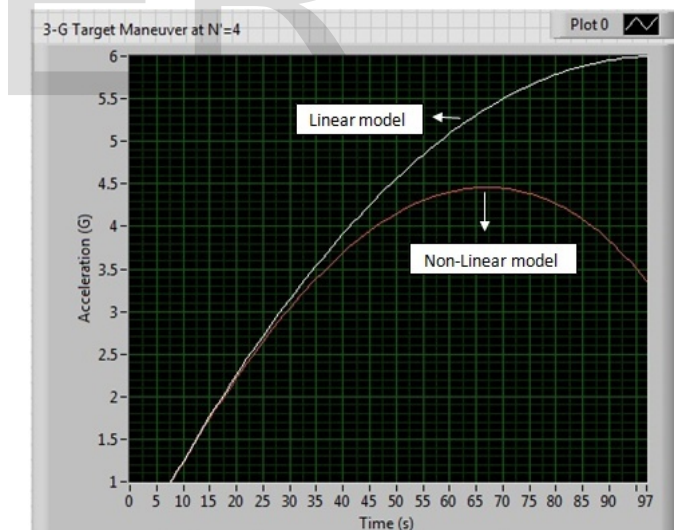 3-G Target Maneuver at N'=4
Plot 0
6
5.5
5
4.5
4
3.5
3
2.5
2
1.5
1
Acceleration (G)
Linear model
Non-Linear model
0 5 10 15 20 25 30 35 40 45 50 55 60 65 70 75 80 85 90 97
Time (s)